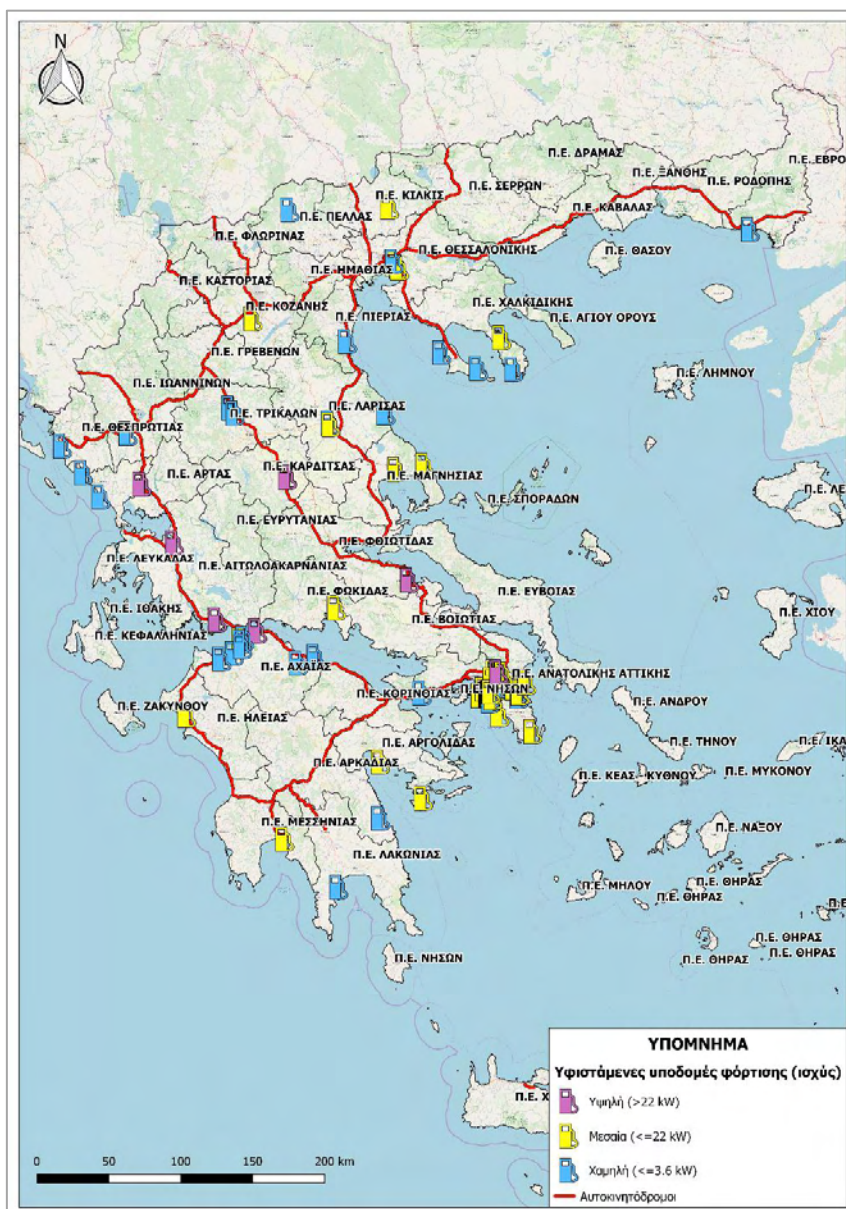 N
Π.Ε. ΔΡΑΜΑΣ
Π.Ε. ΕΒΡΟ
Π.Ε. ΞΑΝΘΗΣ
Π.Ε. ΡΟΔΟΠΗΣ
Π.Ε. ΚΙΛΚΙΣ
Π.Ε. ΣΕΡΡΩΝ
Π.Ε. ΚΑΒΑΛΑΣ
Π.Ε. ΠΕΛΛΑΣ
Π.Ε. ΦΛΩΡΙΝΑΣ
Π.Ε. ΘΕΣΣΑΛΟΝΙΚΗΣ
Π.Ε. ΘΑΣΟΥ
Π.Ε. ΗΜΑΘΙΑΣ
Π.Ε. ΚΑΣΤΟΡΙΑΣ
Π.Ε. ΚΟΖΑΝΗΣ
Π.Ε. ΧΑΛΚΙΔΙΚΗΣ
Π.Ε. ΠΙΕΡΙΑΣ
Π.Ε. ΑΓΙΟΥ ΟΡΟΥΣ
Π.Ε. ΓΡΕΒΕΝΩΝ
Π.Ε. ΛΗΜΝΟΥ
Π.Ε. ΙΩΑΝΝΙΝΩΝ
Π.Ε. ΛΑΡΙΣΑΣ
Π.Ε. ΤΡΙΚΑΛΩΝ
Π.Ε. ΘΕΣΠΡΩΤΙΑΣ
Π.Ε. ΚΑΡΔΙΤΣΑΣ
Π.Ε. ΑΡΤΑΣ
Π.Ε. ΜΑΓΝΗΣΙΑΣ
Π.Ε. ΛΕ
Π.Ε. ΣΠΟΡΑΔΩΝ
Π.Ε. ΕΥΡΥΤΑΝΙΑΣ
Π.Ε. ΦΘΙΩΤΙΔΑΣ
Π.Ε. ΛΕΥΚΑΔΑΣ
Π.Ε. ΑΙΤΩΛΟΑΚΑΡΝΑΝΙΑΣ
Π.Ε. ΦΩΚΙΔΑΣ
Π.Ε. ΕΥΒΟΙΑΣ
Π.Ε. ΙΘΑΚΗΣ
Π.Ε. ΧΙΟΥ
Π.Ε. ΒΟΙΩΤΙΑΣ
Π.Ε. ΚΕΦΑΛΛΗΝΙΑΣ
Π.Ε. ΑΧΑΪΑΣ
Π.Ε. ΑΝΑΤΟΛΙΚΗΣ ΑΤΤΙΚΗΣ
Π.Ε. ΚΟΡΙΝΘΙΑΣ
Π.Ε. ΝΗΣΩΝ
Π.Ε. ΖΑΚΥΝΘΟΥ
Π.Ε. ΑΝΔΡΟΥ
Π.Ε. ΗΛΕΙΑΣ
Π.Ε. ΑΡΓΟΛΙΔΑΣ
Π.Ε. ΤΗΝΟΥ
Π.Ε. ΙΚΑ
Π.Ε. ΑΡΚΑΔΙΑΣ
Π.Ε. ΚΕΑΣ - ΚΥΘΝΟΥ
Π.Ε. ΜΥΚΟΝΟΥ
Π.Ε. ΜΕΣΣΗΝΙΑΣ
Π.Ε. ΝΑΞΟΥ
Π.Ε. ΛΑΚΩΝΙΑΣ
Π.Ε. ΜΗΛΟΥ
Π.Ε. ΘΗΡΑΣ
Π.Ε. ΘΗΡΑΣ
Π.Ε. ΘΗΡΑΣ
Π.Ε. ΘΗΡΑΣ
Π.Ε. ΘΗΡΑΣ
Π.Ε. ΝΗΣΩΝ
Π.Ε. Χ
ΥΠΟΜΝΗΜΑ
Υφιστάμενες υποδομές φόρτισης (ισχύς)
Υψηλή (>22 kW)
Μεσαία (<=22 kW)
Χαμηλή (<=3.6 kW)
Αυτοκινητόδρομοι
0 50 100 150 200 km